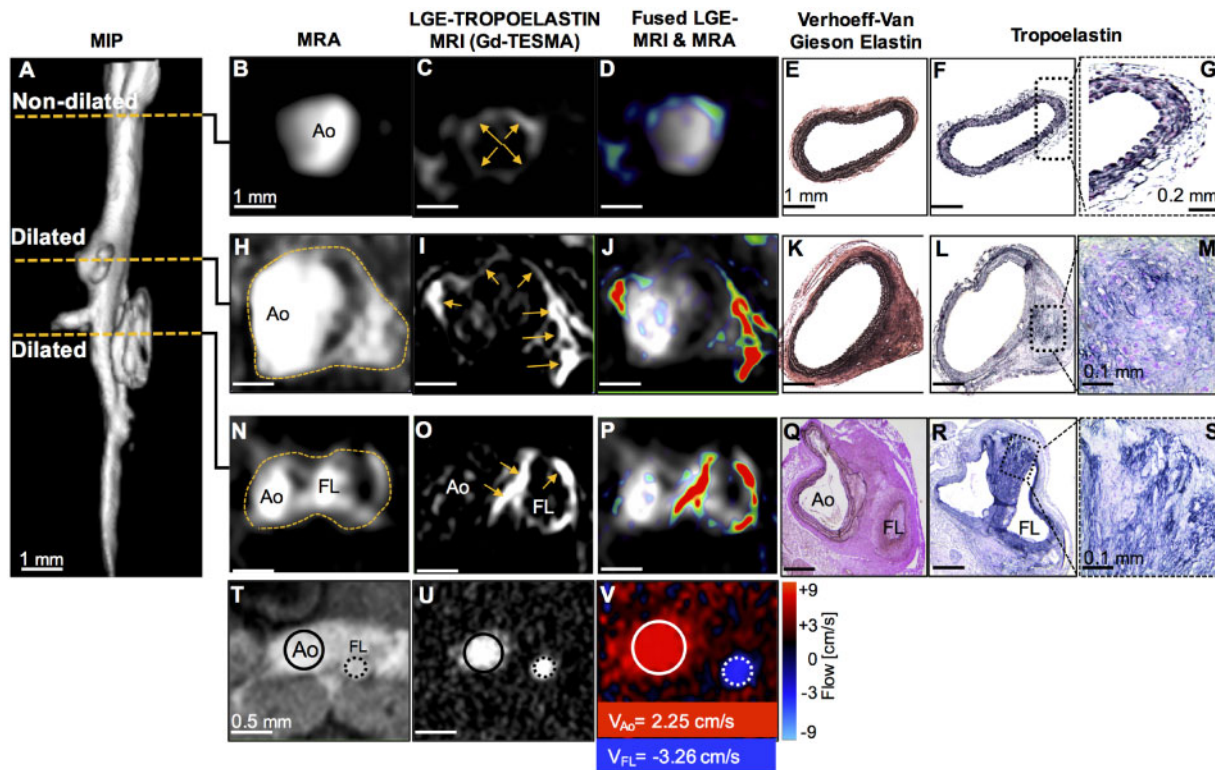 MIP
MRA
LGE-TROPOELASTIN
MRI (Gd-TESMA)
Fused LGE-
MRI & MRA
Verhoeff-Van
Gieson Elastin
Tropoelastin
A
Non-dilated
Dilated
Dilated
1 mm
B
Ao
1 mm
C
D
E
1 mm
F
G
0.2 mm
H
Ao
I
J
K
L
M
0.1 mm
N
Ao
FL
O
Ao
FL
P
Q
Ao
FL
R
FL
S
0.1 mm
T
Ao
FL
0.5 mm
U
V
VAo= 2.25 cm/s
VFL= -3.26 cm/s
+9
+3
0
-3
-9
Flow [cm/s]